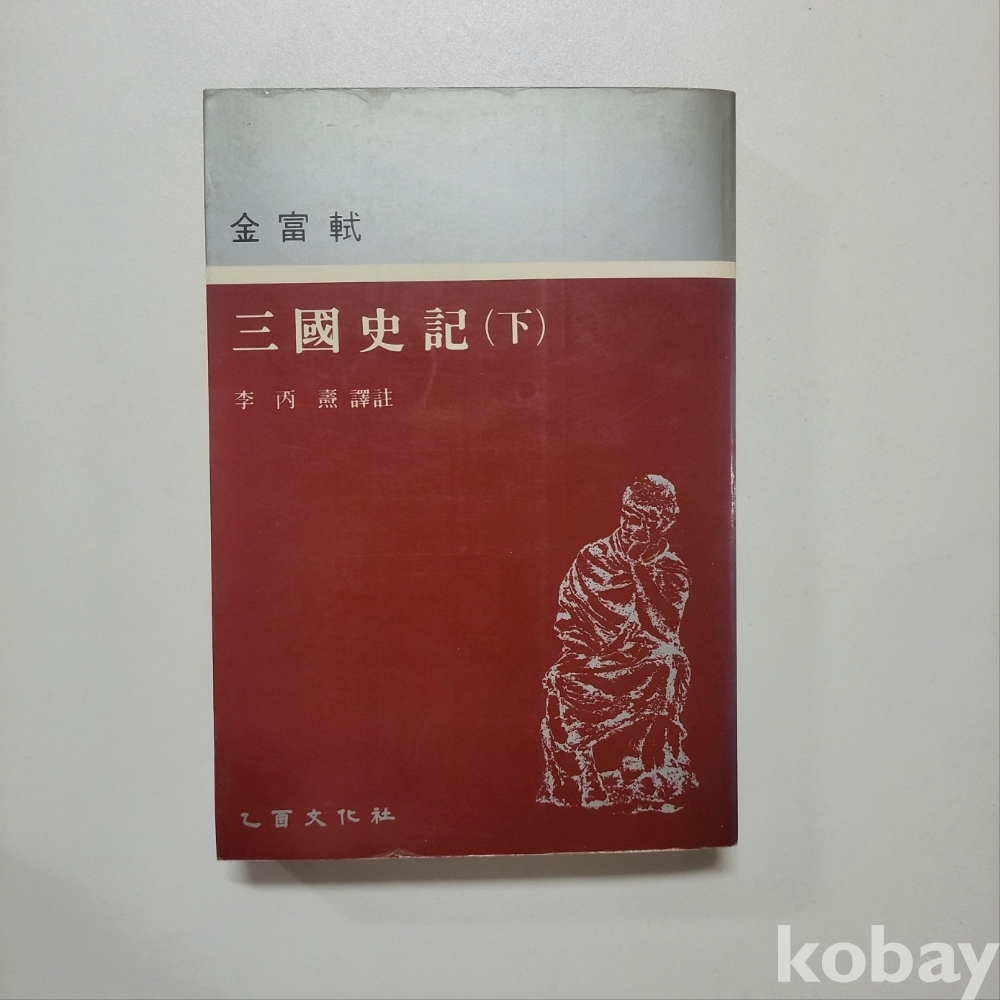 金富軾
三國史記(下)
李丙燾 譯註
乙酉文化社
kobay